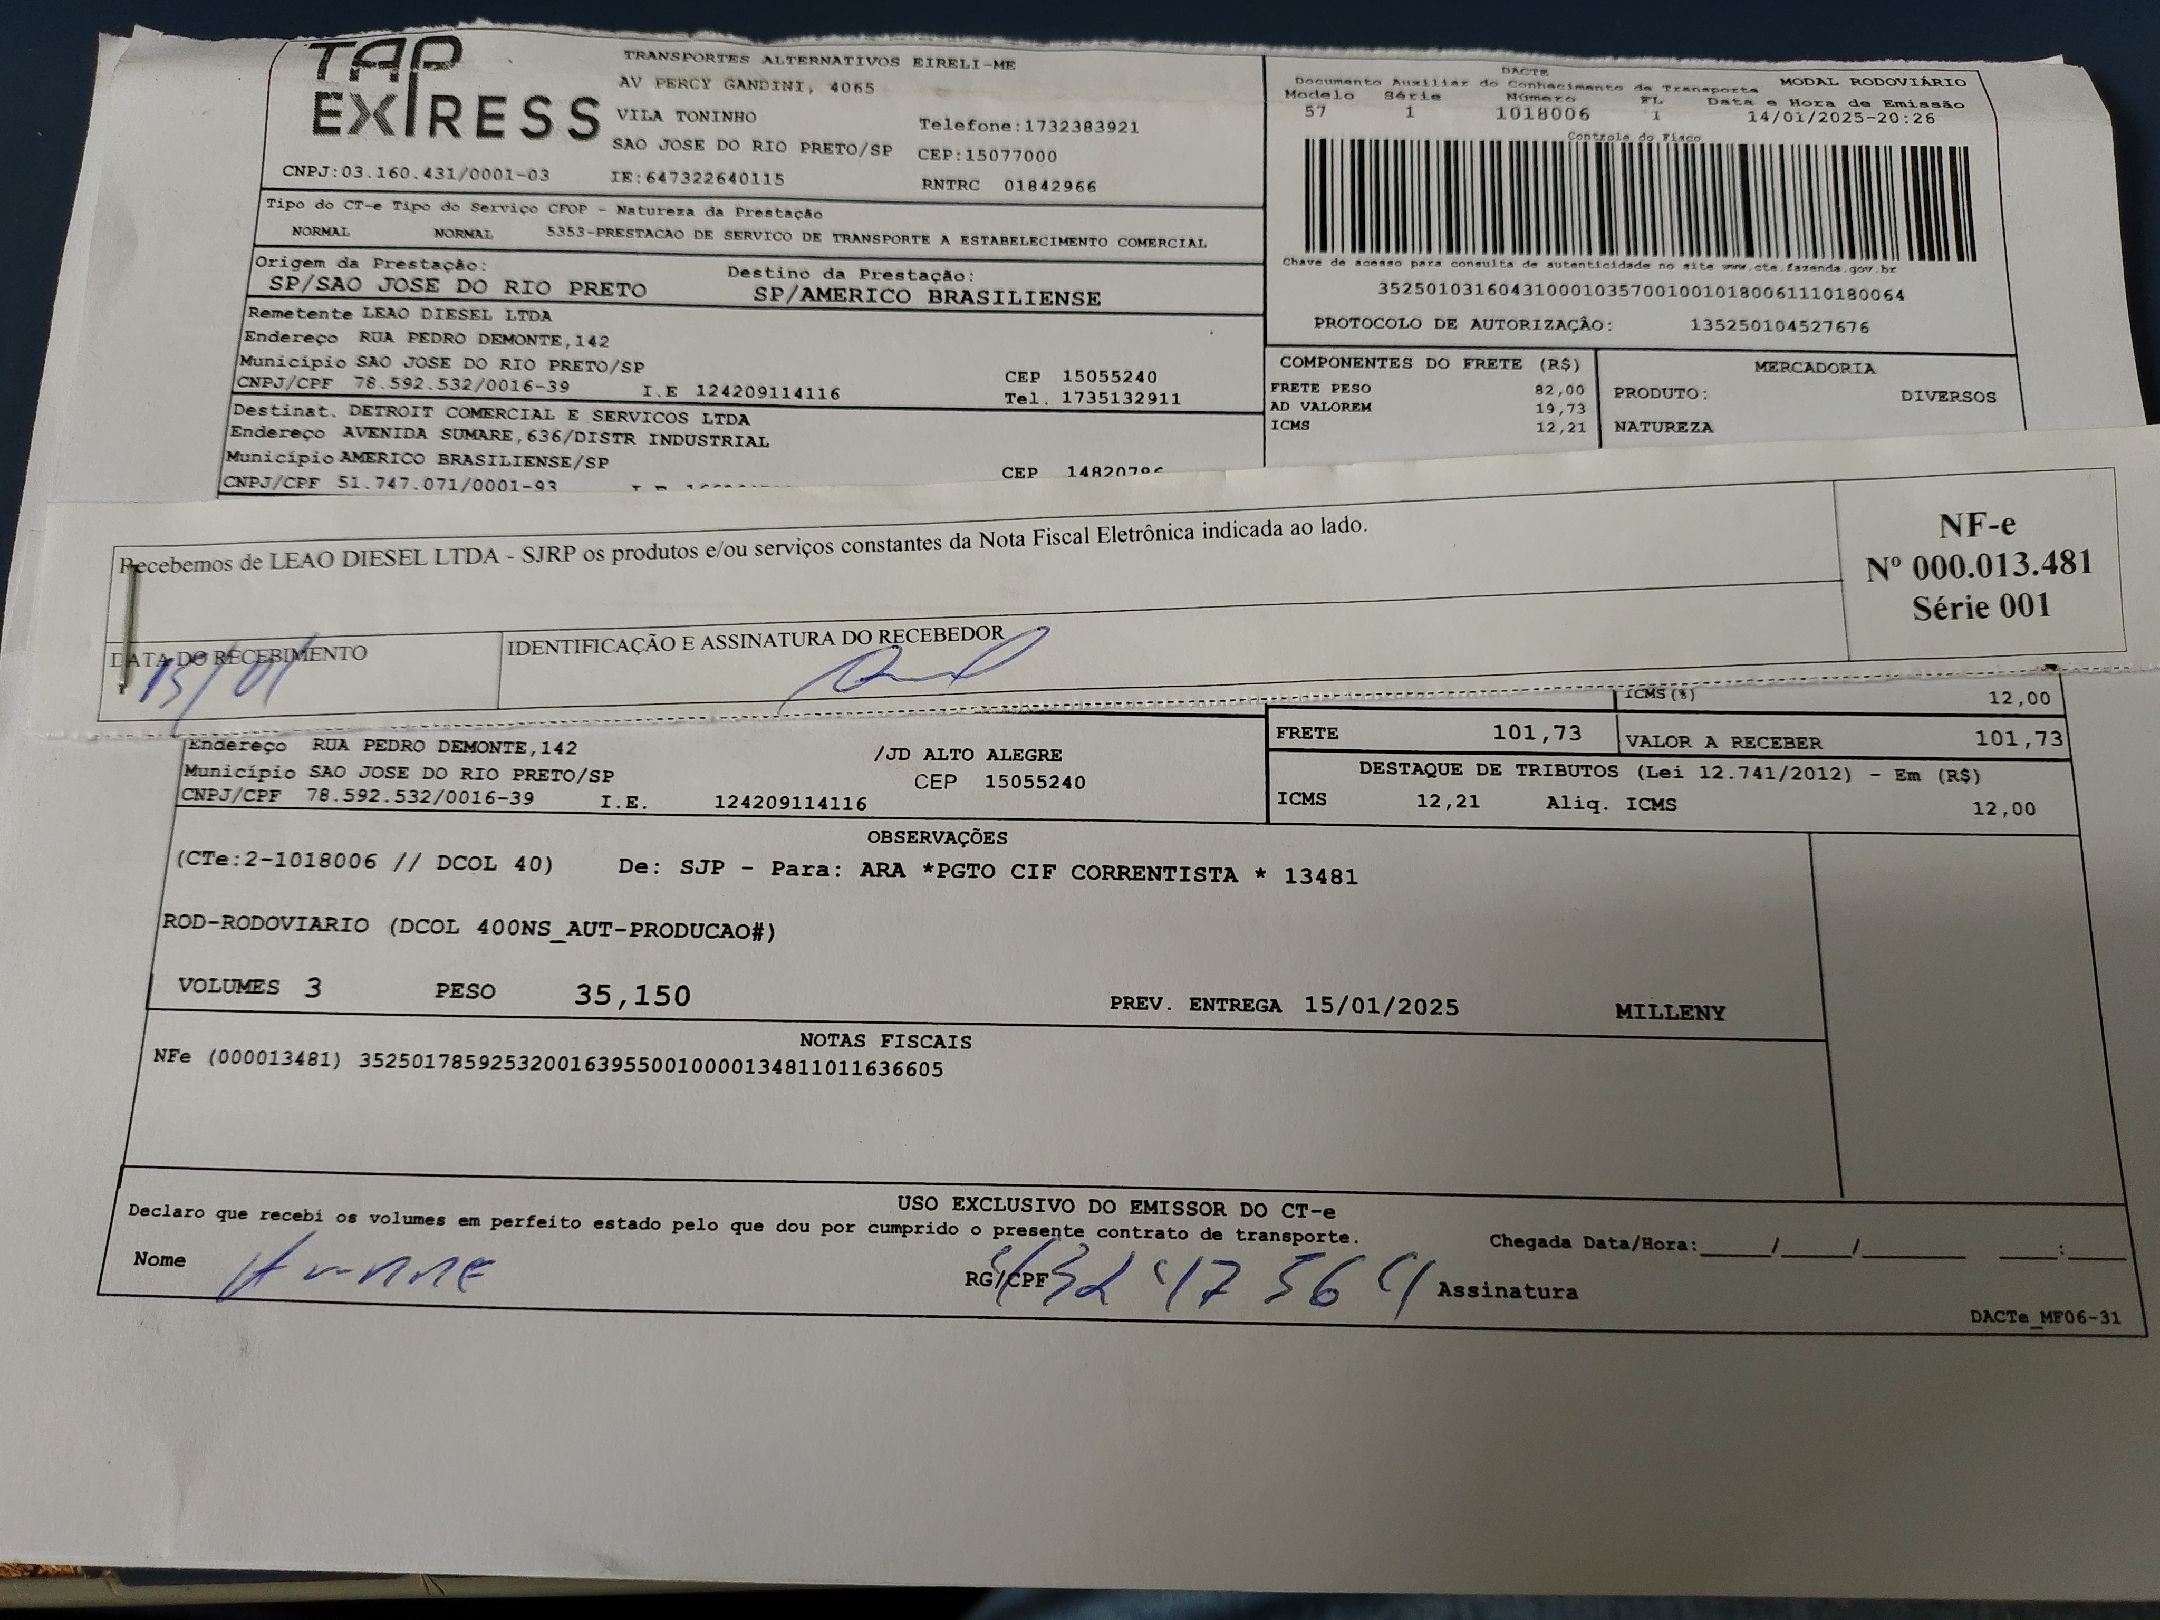 TAP
EXPRESS
TRANSPORTES ALTERNATIVOS EIRELI-ME
AV PERCY GANDINI, 4065
VILA TONINHO
Telefone:1732383921
SAO JOSE DO RIO PRETO/SP CEP:15077000
CNPJ:03.160.431/0001-03 IE:647322640115 RNTRC 01842966
DACTE MODAL RODOVIÁRIO
Documento Auxiliar do Conhecimento de Transporte
Modelo Série Número FL Data e Hora de Emissão
57 1 1018006 1 14/01/2025-20:26
Controle do Fisco
Chave de acesso para consulta de autenticidade no site www.cte.fazenda.gov.br
35250103160431000103570010010180061110180064
PROTOCOLO DE AUTORIZAÇÂO: 135250104527676
Tipo do CT-e Tipo do Serviço CFOP - Natureza da Prestação
NORMAL NORMAL 5353-PRESTACAO DE SERVICO DE TRANSPORTE A ESTABELECIMENTO COMERCIAL
Origem da Prestação: Destino da Prestação:
SP/SAO JOSE DO RIO PRETO SP/AMERICO BRASILIENSE
Remetente LEAO DIESEL LTDA
Endereço RUA PEDRO DEMONTE,142
Município SAO JOSE DO RIO PRETO/SP CEP 15055240
CNPJ/CPF 78.592.532/0016-39 I.E 124209114116 Tel. 1735132911
Destinat. DETROIT COMERCIAL E SERVICOS LTDA
Endereço AVENIDA SUMARE,636/DISTR INDUSTRIAL
Município AMERICO BRASILIENSE/SP CEP
CNPJ/CPF 51.747.071/0001-93
COMPONENTES DO FRETE (R$) MERCADORIA
FRETE PESO 82,00 PRODUTO: DIVERSOS
AD VALOREM 19,73
ICMS 12,21 NATUREZA
Recebemos de LEAO DIESEL LTDA - SJRP os produtos e/ou serviços constantes da Nota Fiscal Eletrônica indicada ao lado.
NF-e
Nº 000.013.481
Série 001
DATA DO RECEBIMENTO IDENTIFICAÇÃO E ASSINATURA DO RECEBEDOR
15/01
ICMS(%) 12,00
FRETE 101,73 VALOR A RECEBER 101,73
Endereço RUA PEDRO DEMONTE,142 /JD ALTO ALEGRE
Município SAO JOSE DO RIO PRETO/SP CEP 15055240
CNPJ/CPF 78.592.532/0016-39 I.E. 124209114116
DESTAQUE DE TRIBUTOS (Lei 12.741/2012) - Em (R$)
ICMS 12,21 Aliq. ICMS 12,00
OBSERVAÇÕES
(CTe:2-1018006 // DCOL 40) De: SJP - Para: ARA *PGTO CIF CORRENTISTA * 13481
ROD-RODOVIARIO (DCOL 400NS_AUT-PRODUCAO#)
VOLUMES 3 PESO 35,150 PREV. ENTREGA 15/01/2025 MILLENY
NOTAS FISCAIS
NFe (000013481) 35250178592532001639550010000134811011636605
USO EXCLUSIVO DO EMISSOR DO CT-e
Declaro que recebi os volumes em perfeito estado pelo que dou por cumprido o presente contrato de transporte.
Chegada Data/Hora:_____/_____/_______ ____:____
Nome RG/CPF Assinatura
DACTe_MF06-31